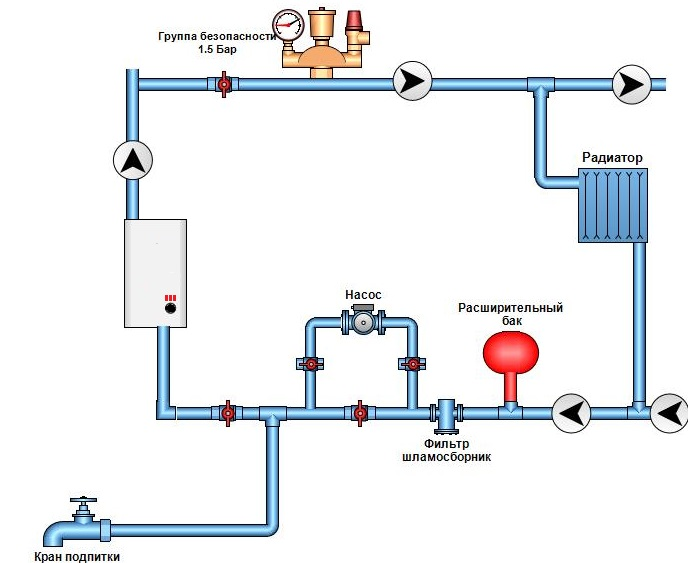 Группа безопасности
1.5 Бар
Радиатор
Насос
Расширительный
бак
Фильтр
шламосборник
Кран подпитки